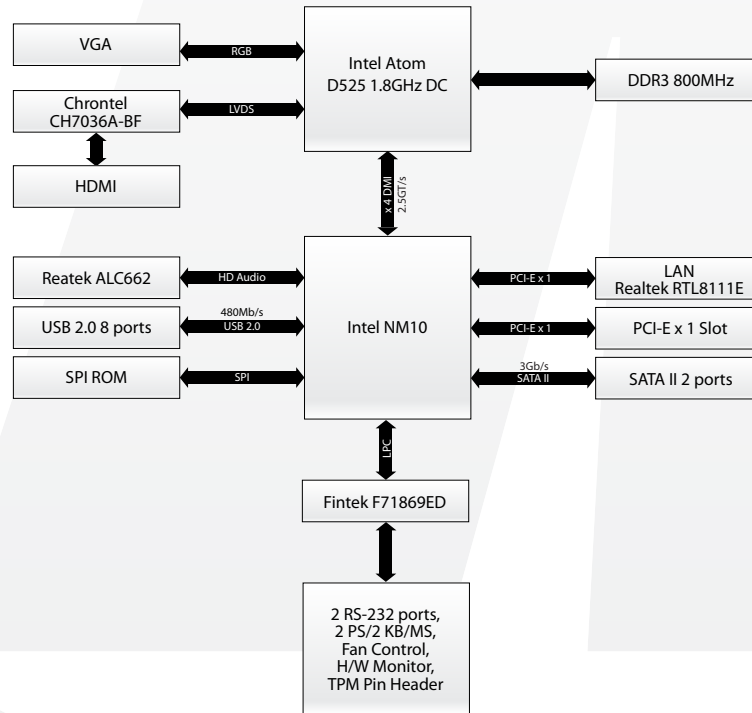 VGA
RGB
Intel Atom
D525 1.8GHz DC
DDR3 800MHz
Chrontel
CH7036A-BF
LVDS
HDMI
x 4 DMI
2.5GT/s
Reatek ALC662
HD Audio
Intel NM10
PCI-E x 1
LAN
Realtek RTL8111E
USB 2.0 8 ports
480Mb/s
USB 2.0
PCI-E x 1
PCI-E x 1 Slot
SPI ROM
SPI
3Gb/s
SATA II
SATA II 2 ports
LPC
Fintek F71869ED
2 RS-232 ports,
2 PS/2 KB/MS,
Fan Control,
H/W Monitor,
TPM Pin Header